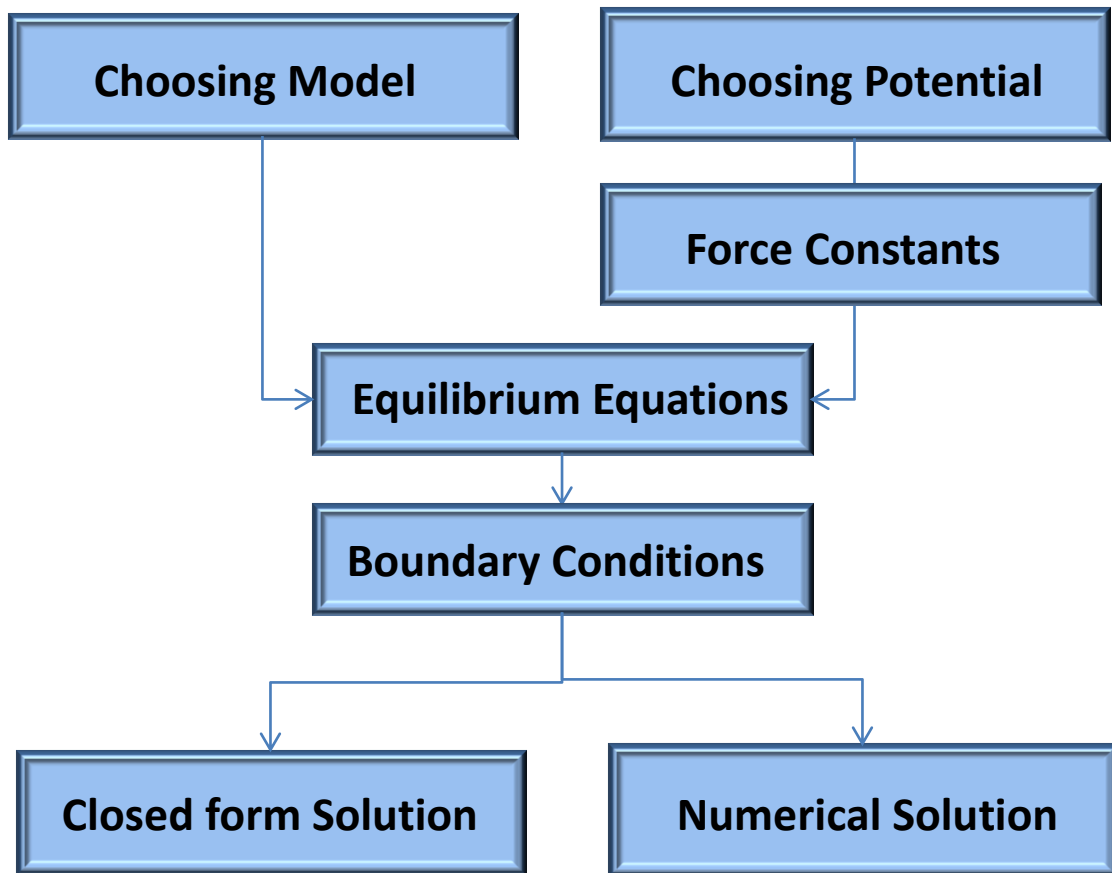 Choosing Model
Choosing Potential
Force Constants
Equilibrium Equations
Boundary Conditions
Closed form Solution
Numerical Solution